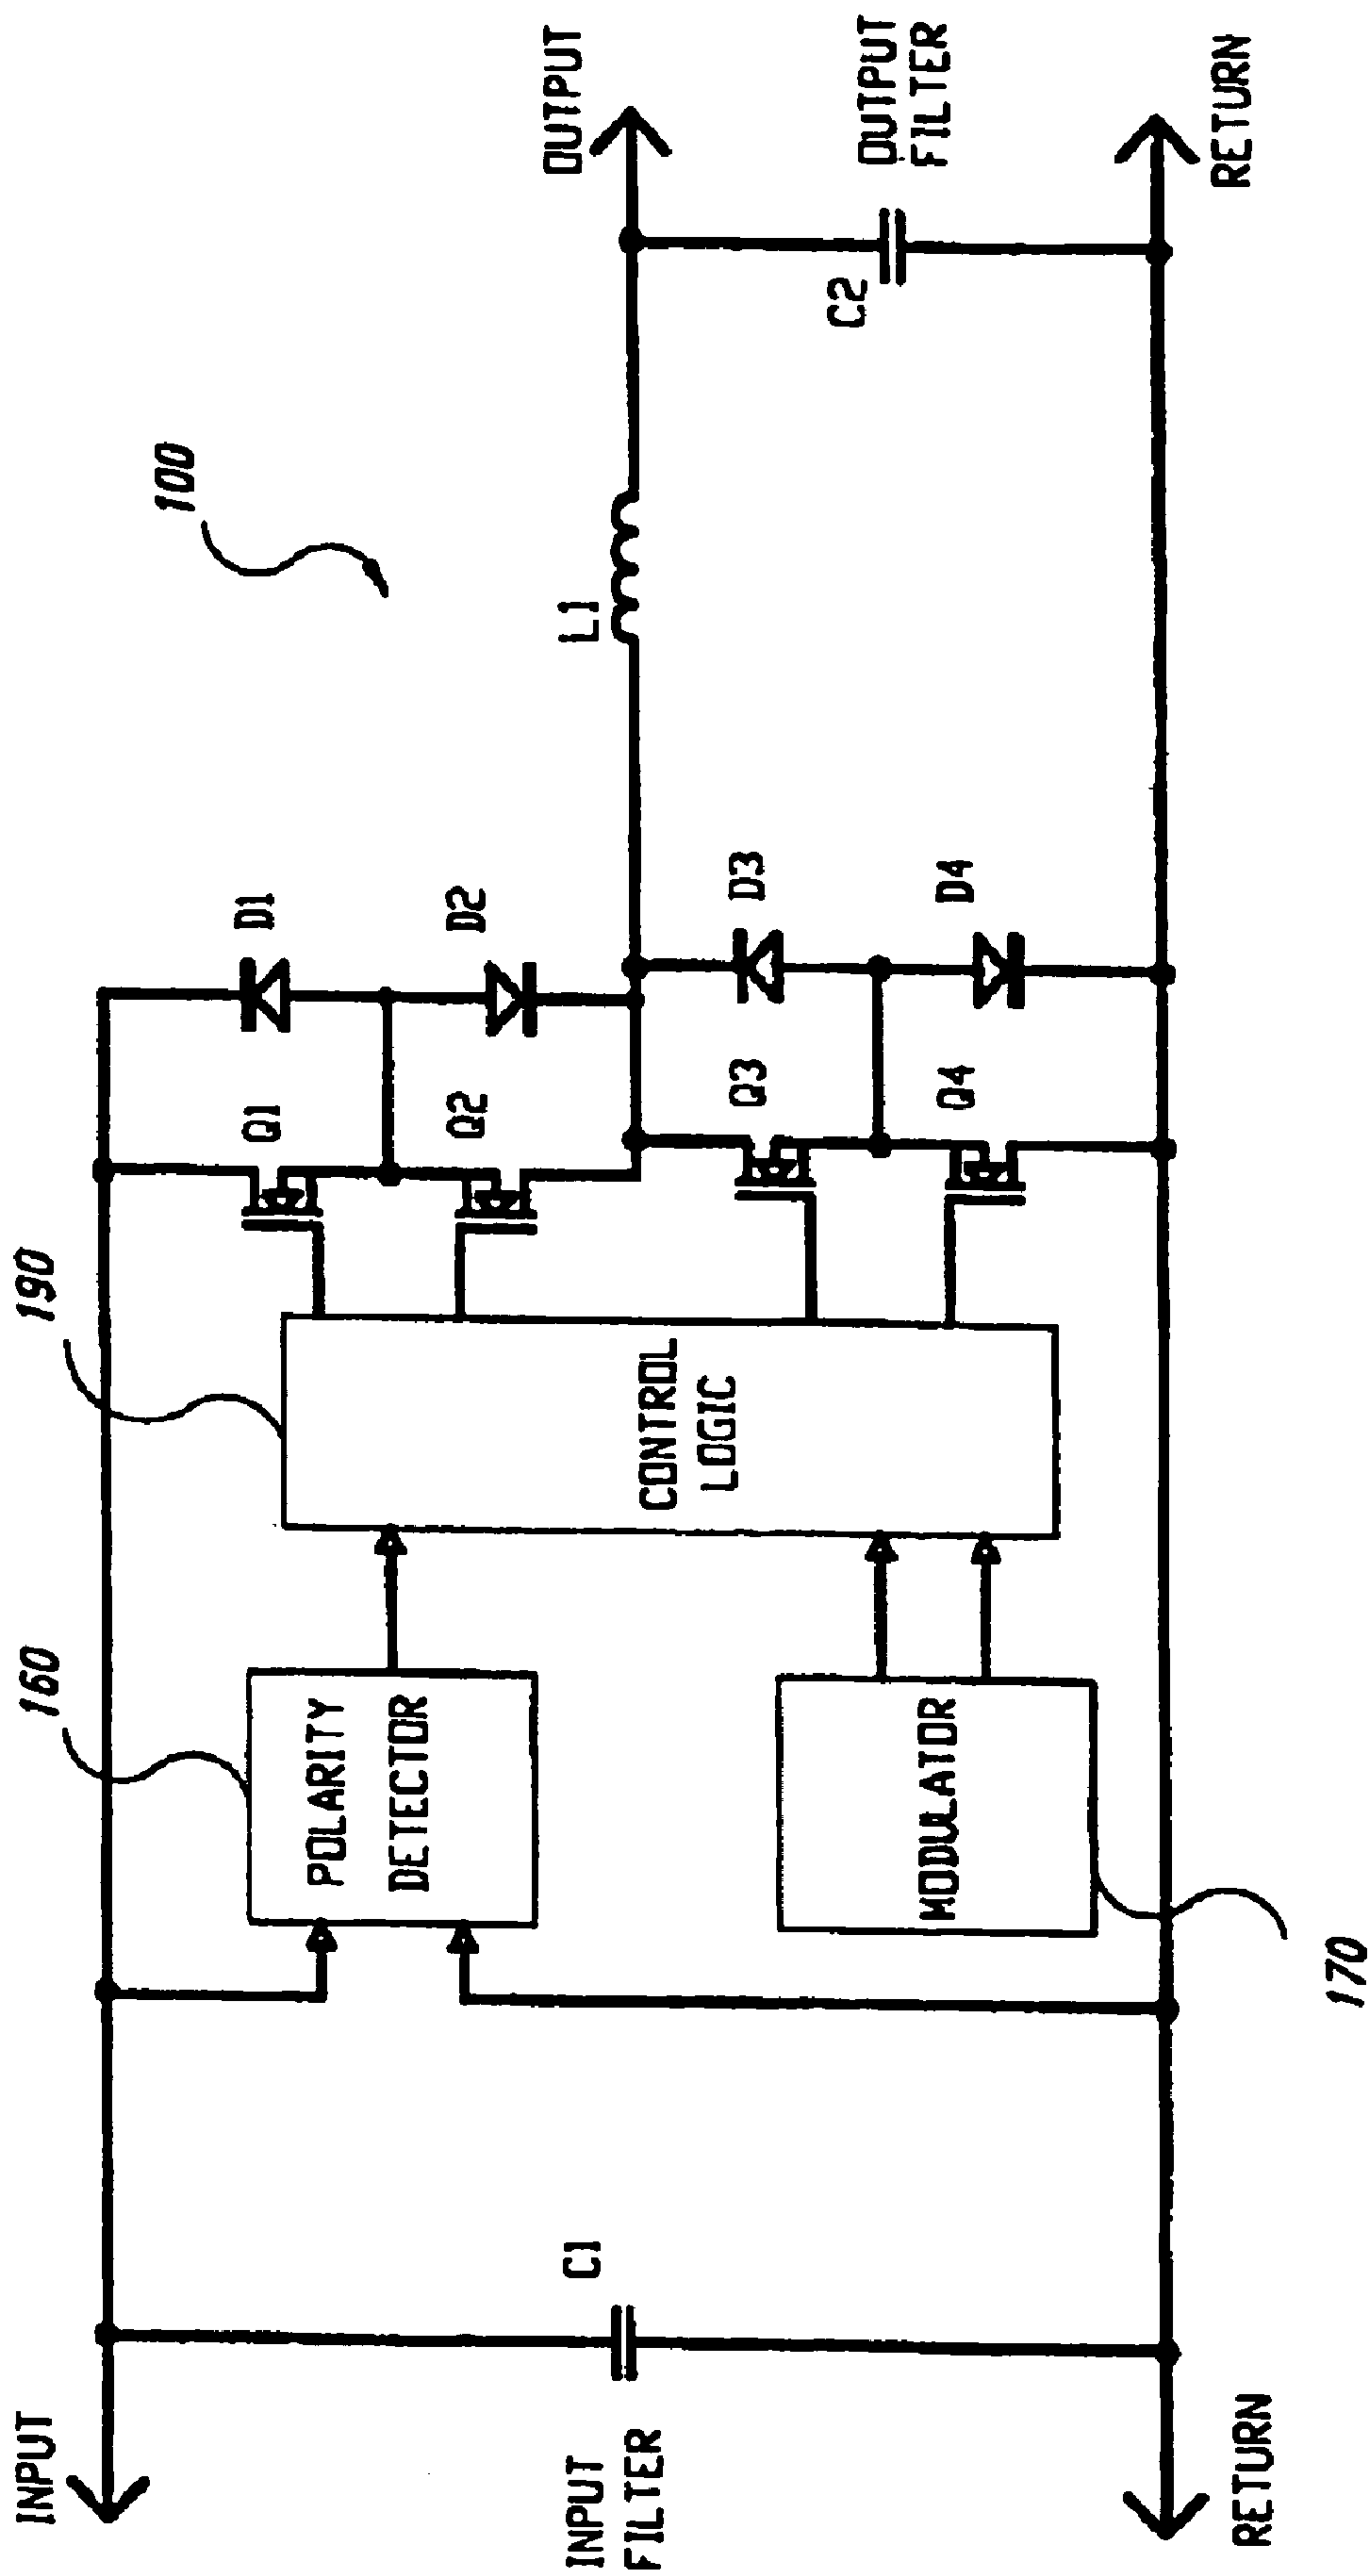 INPUT
INPUT
FILTER
C1
RETURN
160
POLARITY
DETECTOR
MODULATOR
170
190
CONTROL
LOGIC
Q1
Q2
Q3
Q4
D1
D2
D3
D4
100
L1
C2
OUTPUT
OUTPUT
FILTER
RETURN